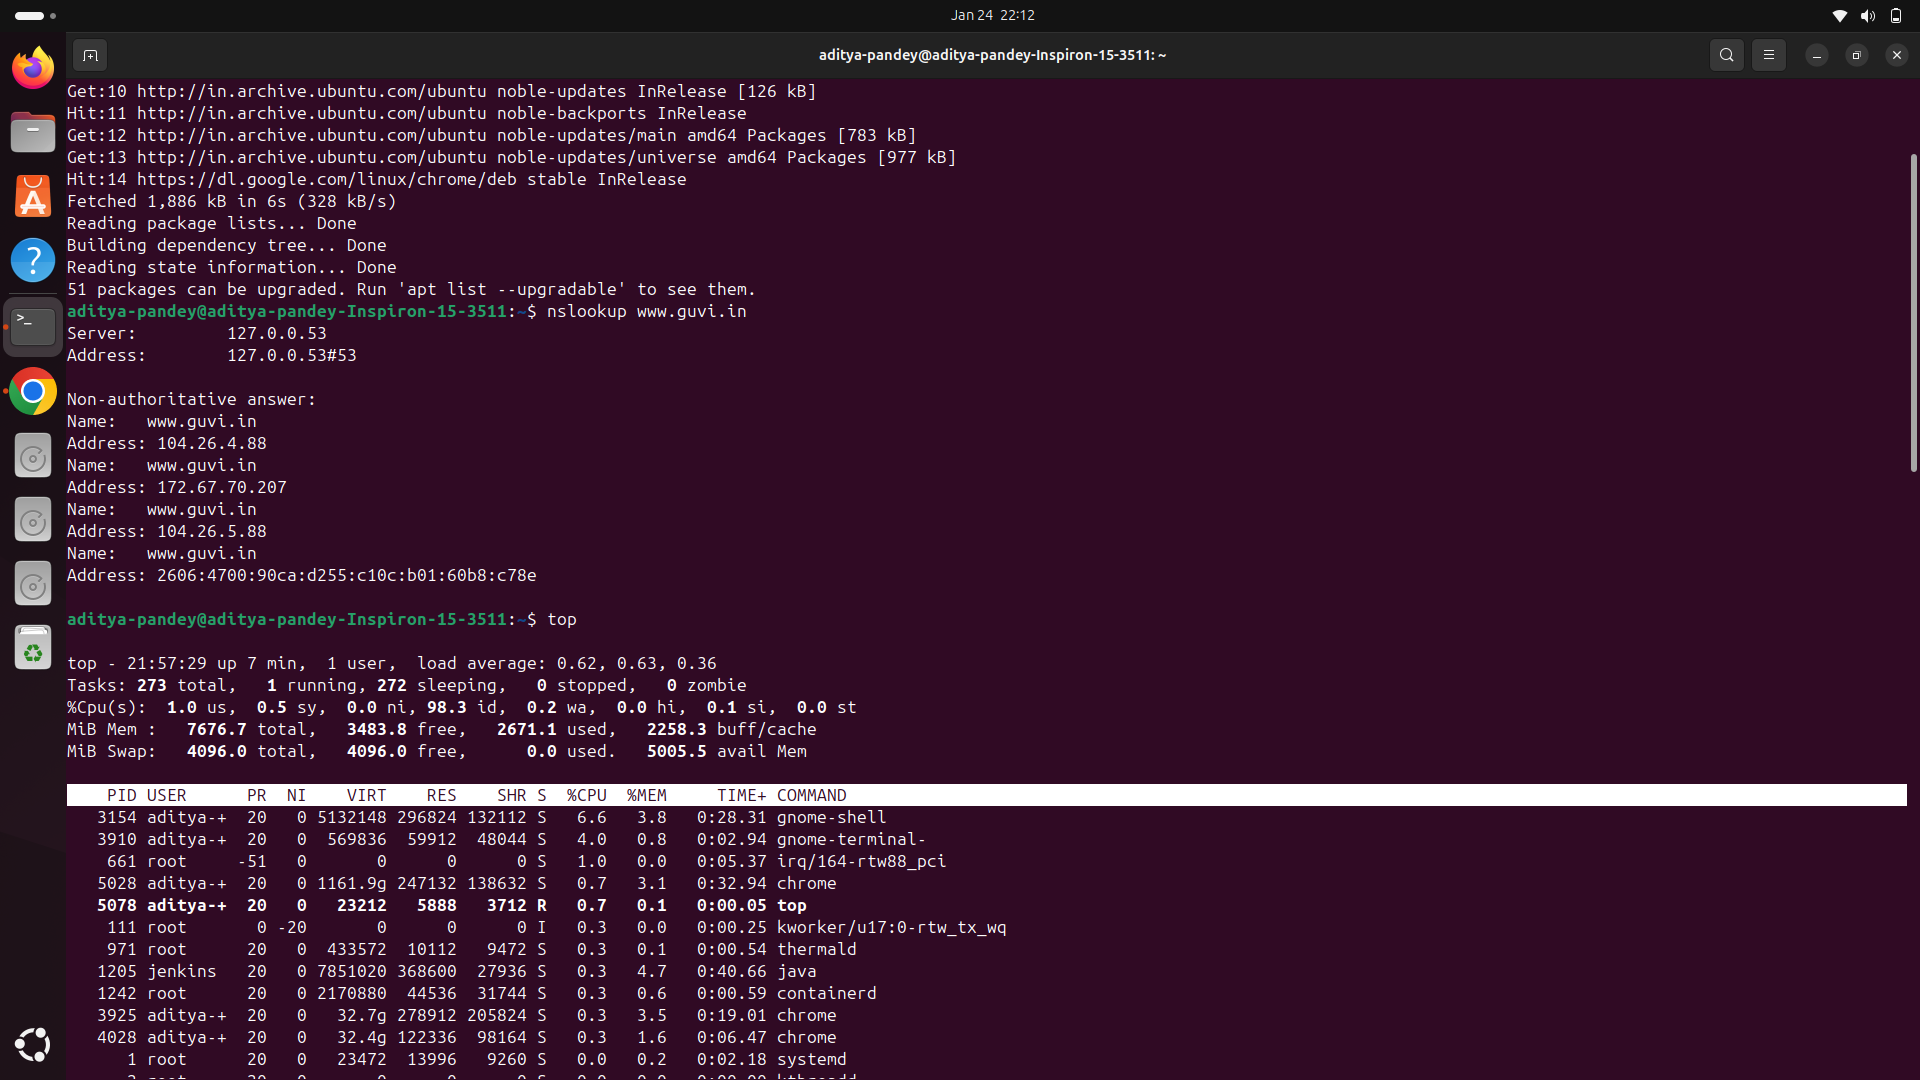 Jan 24 22:12
aditya-pandey@aditya-pandey-Inspiron-15-3511: ~
Get:10 http://in.archive.ubuntu.com/ubuntu noble-updates InRelease [126 kB]
Hit:11 http://in.archive.ubuntu.com/ubuntu noble-backports InRelease
Get:12 http://in.archive.ubuntu.com/ubuntu noble-updates/main amd64 Packages [783 kB]
Get:13 http://in.archive.ubuntu.com/ubuntu noble-updates/universe amd64 Packages [977 kB]
Hit:14 https://dl.google.com/linux/chrome/deb stable InRelease
Fetched 1,886 kB in 6s (328 kB/s)
Reading package lists... Done
Building dependency tree... Done
Reading state information... Done
51 packages can be upgraded. Run 'apt list --upgradable' to see them.
aditya-pandey@aditya-pandey-Inspiron-15-3511:~$ nslookup www.guvi.in
Server:         127.0.0.53
Address:        127.0.0.53#53
Non-authoritative answer:
Name:   www.guvi.in
Address: 104.26.4.88
Name:   www.guvi.in
Address: 172.67.70.207
Name:   www.guvi.in
Address: 104.26.5.88
Name:   www.guvi.in
Address: 2606:4700:90ca:d255:c10c:b01:60b8:c78e
aditya-pandey@aditya-pandey-Inspiron-15-3511:~$ top
top - 21:57:29 up 7 min,  1 user,  load average: 0.62, 0.63, 0.36
Tasks: 273 total,   1 running, 272 sleeping,   0 stopped,   0 zombie
%Cpu(s):  1.0 us,  0.5 sy,  0.0 ni, 98.3 id,  0.2 wa,  0.0 hi,  0.1 si,  0.0 st
MiB Mem :   7676.7 total,   3483.8 free,   2671.1 used,   2258.3 buff/cache
MiB Swap:   4096.0 total,   4096.0 free,      0.0 used.   5005.5 avail Mem
PID USER      PR  NI    VIRT    RES    SHR S  %CPU  %MEM     TIME+ COMMAND
3154 aditya-+  20   0 5132148 296824 132112 S   6.6   3.8   0:28.31 gnome-shell
3910 aditya-+  20   0  569836  59912  48044 S   4.0   0.8   0:02.94 gnome-terminal-
661 root     -51   0       0      0      0 S   1.0   0.0   0:05.37 irq/164-rtw88_pci
5028 aditya-+  20   0 1161.9g 247132 138632 S   0.7   3.1   0:32.94 chrome
5078 aditya-+  20   0   23212   5888   3712 R   0.7   0.1   0:00.05 top
111 root       0 -20       0      0      0 I   0.3   0.0   0:00.25 kworker/u17:0-rtw_tx_wq
971 root      20   0  433572  10112   9472 S   0.3   0.1   0:00.54 thermald
1205 jenkins   20   0 7851020 368600  27936 S   0.3   4.7   0:40.66 java
1242 root      20   0 2170880  44536  31744 S   0.3   0.6   0:00.59 containerd
3925 aditya-+  20   0   32.7g 278912 205824 S   0.3   3.5   0:19.01 chrome
4028 aditya-+  20   0   32.4g 122336  98164 S   0.3   1.6   0:06.47 chrome
1 root      20   0   23472  13996   9260 S   0.0   0.2   0:02.18 systemd